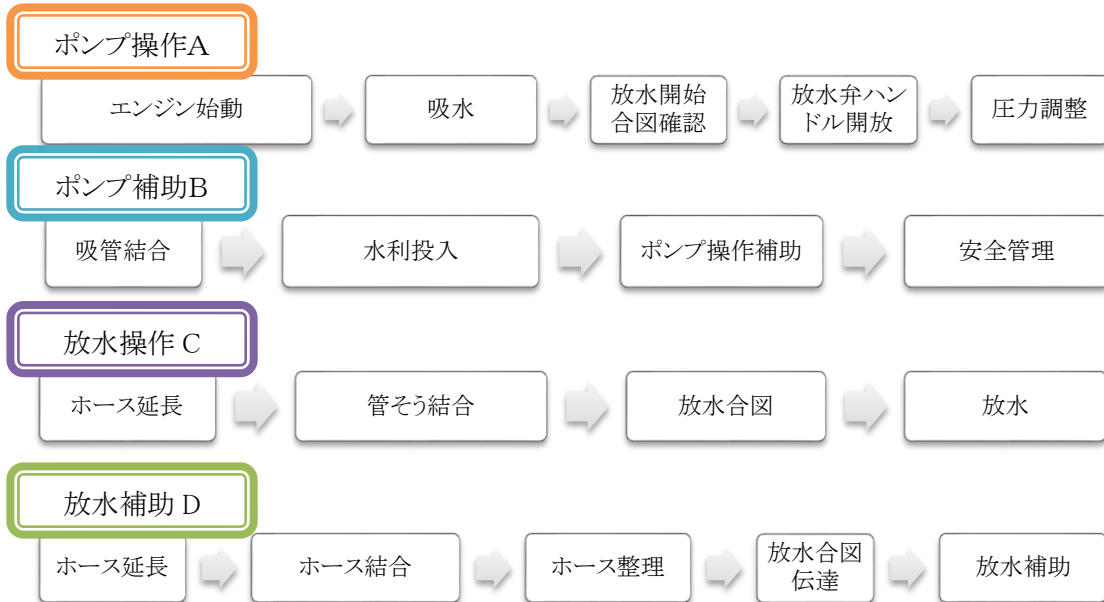 ポンプ操作A
エンジン始動
吸水
放水開始
合図確認
放水弁ハン
ドル開放
圧力調整
ポンプ補助B
吸管結合
水利投入
ポンプ操作補助
安全管理
放水操作 C
ホース延長
管そう結合
放水合図
放水
放水補助 D
ホース延長
ホース結合
ホース整理
放水合図
伝達
放水補助